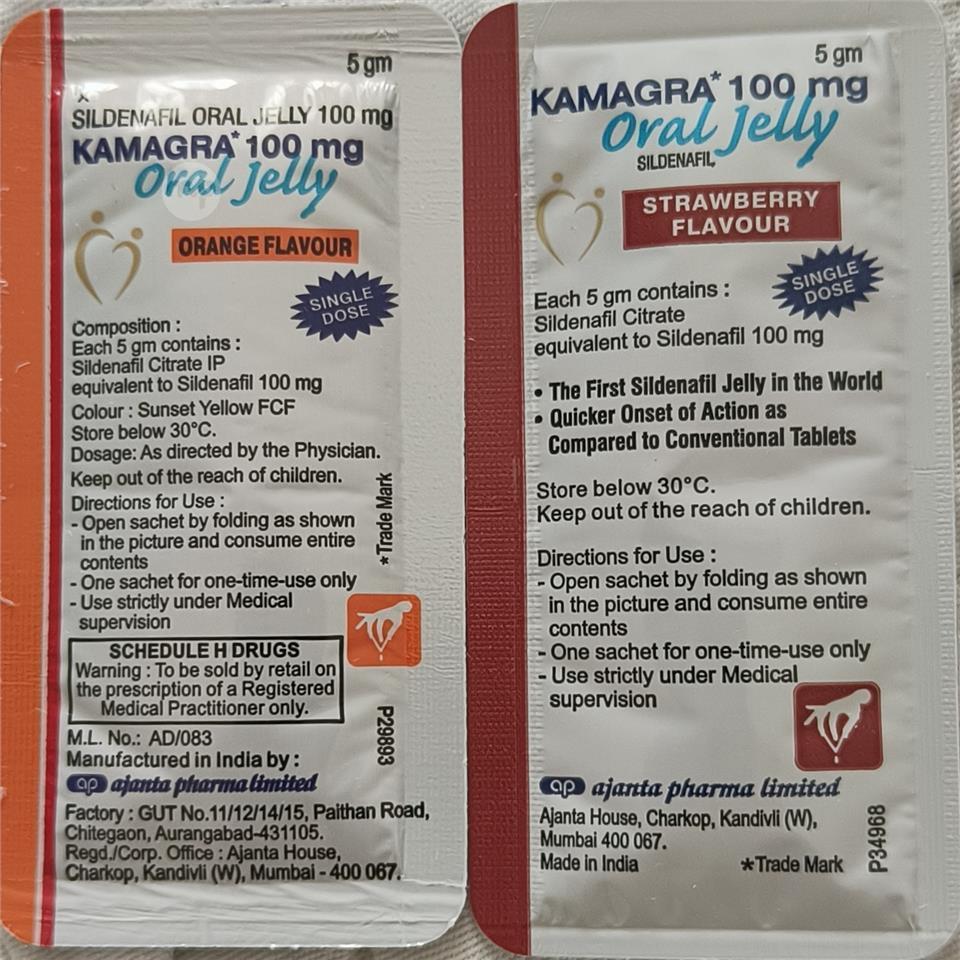 5 gm
SILDENAFIL ORAL JELLY 100 mg
KAMAGRA* 100 mg
Oral Jelly
ORANGE FLAVOUR
SINGLE
DOSE
Composition :
Each 5 gm contains :
Sildenafil Citrate IP
equivalent to Sildenafil 100 mg
Colour : Sunset Yellow FCF
Store below 30°C.
Dosage: As directed by the Physician.
Keep out of the reach of children.
Directions for Use :
- Open sachet by folding as shown
in the picture and consume entire
contents
- One sachet for one-time-use only
- Use strictly under Medical
supervision
*Trade Mark
SCHEDULE H DRUGS
Warning : To be sold by retail on
the prescription of a Registered
Medical Practitioner only.
P29893
M.L. No.: AD/083
Manufactured in India by :
ap ajanta pharma limited
Factory : GUT No.11/12/14/15, Paithan Road,
Chitegaon, Aurangabad-431105.
Regd./Corp. Office : Ajanta House,
Charkop, Kandivli (W), Mumbai - 400 067.
5 gm
KAMAGRA* 100 mg
Oral Jelly
SILDENAFIL
STRAWBERRY
FLAVOUR
SINGLE
DOSE
Each 5 gm contains :
Sildenafil Citrate
equivalent to Sildenafil 100 mg
• The First Sildenafil Jelly in the World
• Quicker Onset of Action as
Compared to Conventional Tablets
Store below 30°C.
Keep out of the reach of children.
Directions for Use :
- Open sachet by folding as shown
in the picture and consume entire
contents
- One sachet for one-time-use only
- Use strictly under Medical
supervision
ap ajanta pharma limited
Ajanta House, Charkop, Kandivli (W),
Mumbai 400 067.
Made in India
*Trade Mark
P34968